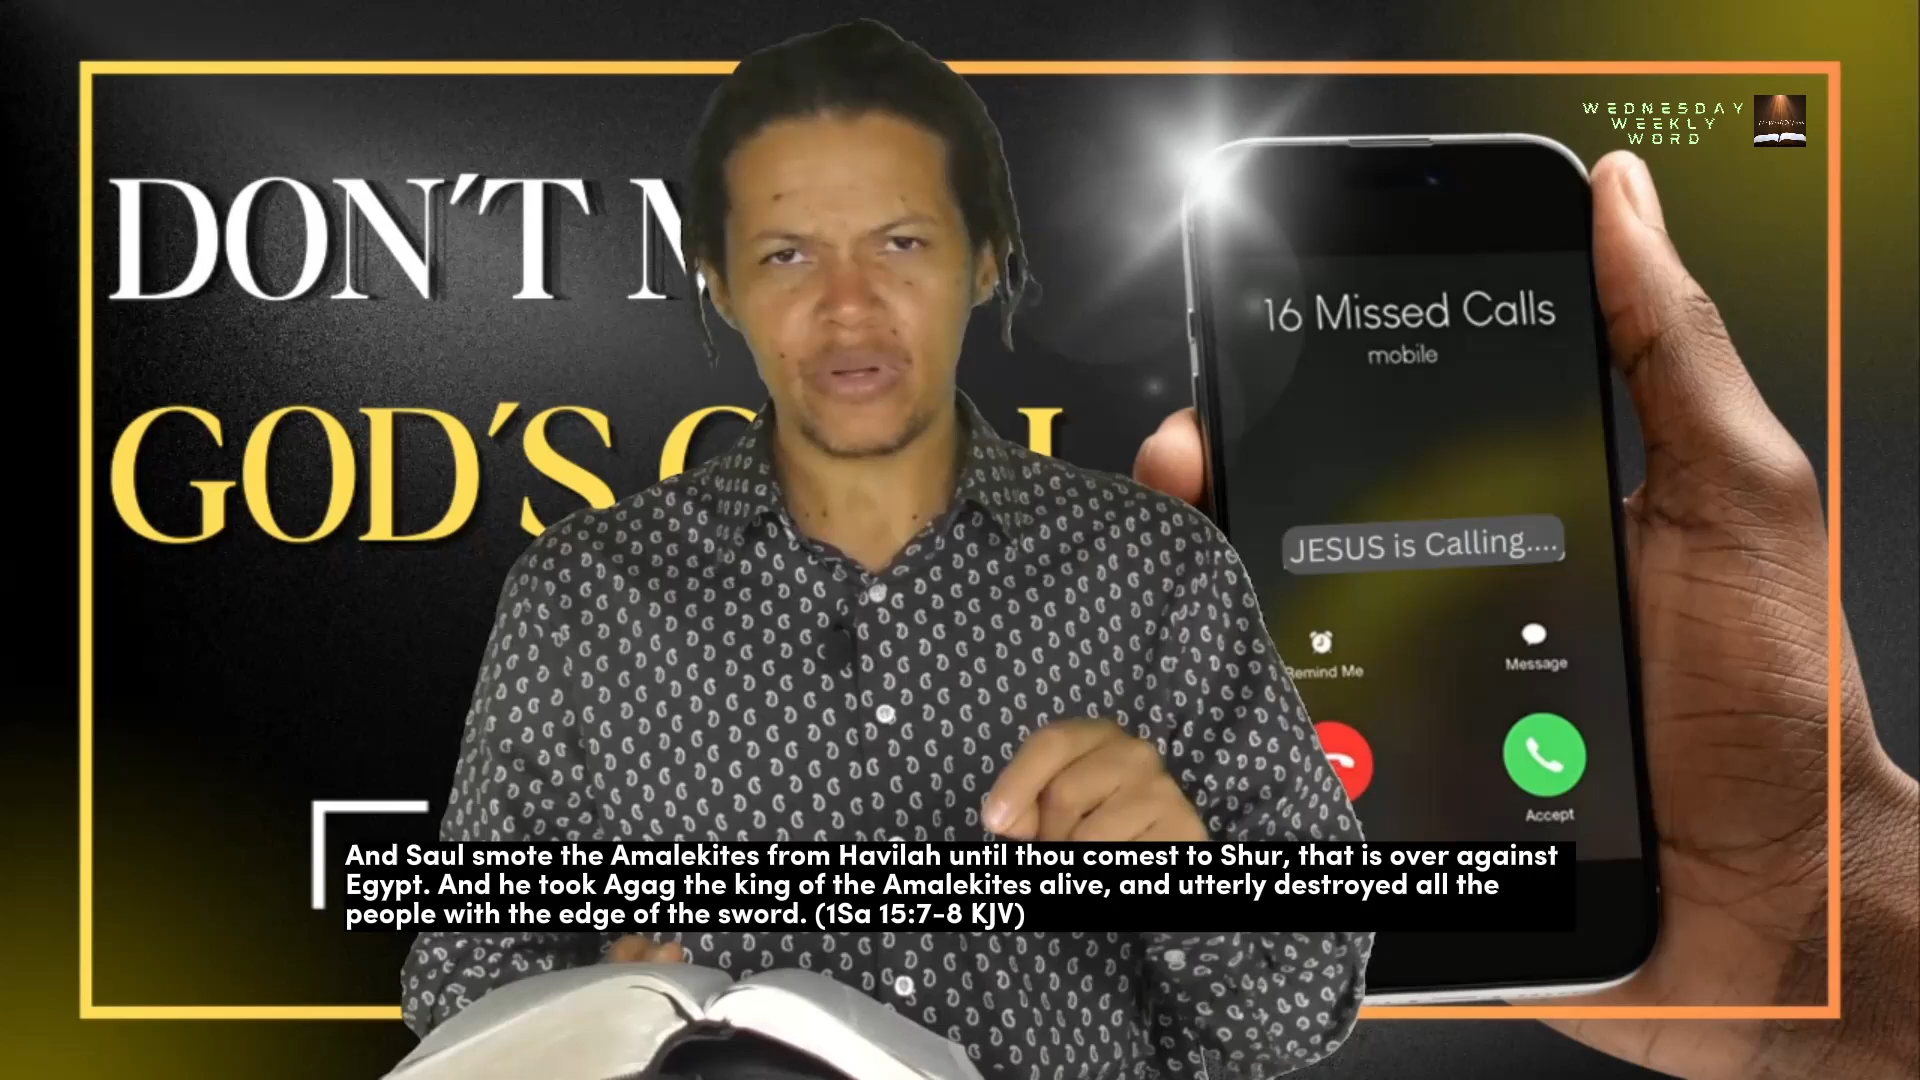 WEDNESDAY
WEEKLY
WORD
DON'T M
GOD'S
16 Missed Calls
mobile
JESUS is Calling....
Remind Me
Message
Accept
And Saul smote the Amalekites from Havilah until thou comest to Shur, that is over against
Egypt. And he took Agag the king of the Amalekites alive, and utterly destroyed all the
people with the edge of the sword. (1Sa 15:7-8 KJV)